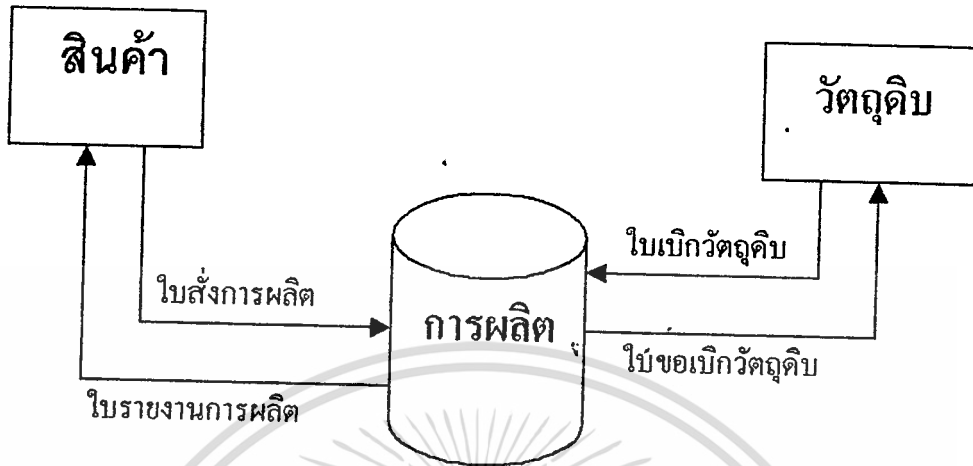 สินค้า
วัตถุดิบ
ใบเบิกวัตถุดิบ
ใบสั่งการผลิต
การผลิต
ใบขอเบิกวัตถุดิบ
ใบรายงานการผลิต